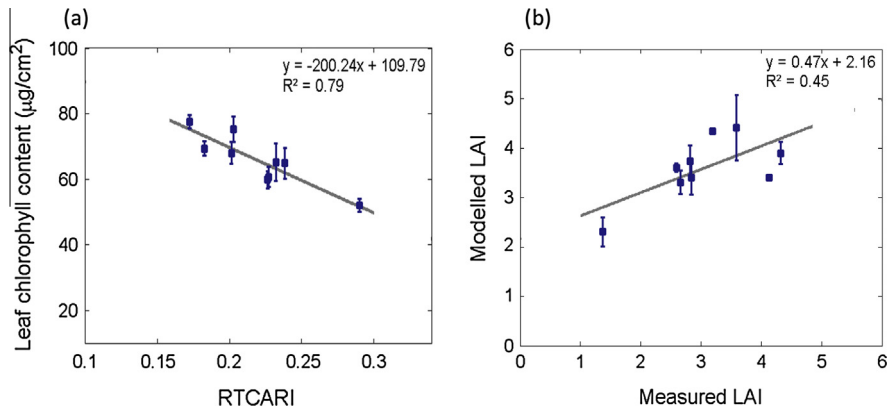 (a)
y = -200.24x + 109.79
R² = 0.79
Leaf chlorophyll content (µg/cm²)
100
80
60
40
20
0.1 0.15 0.2 0.25 0.3
RTCARI
(b)
y = 0.47x + 2.16
R² = 0.45
Modelled LAI
6
5
4
3
2
1
0
0 1 2 3 4 5 6
Measured LAI